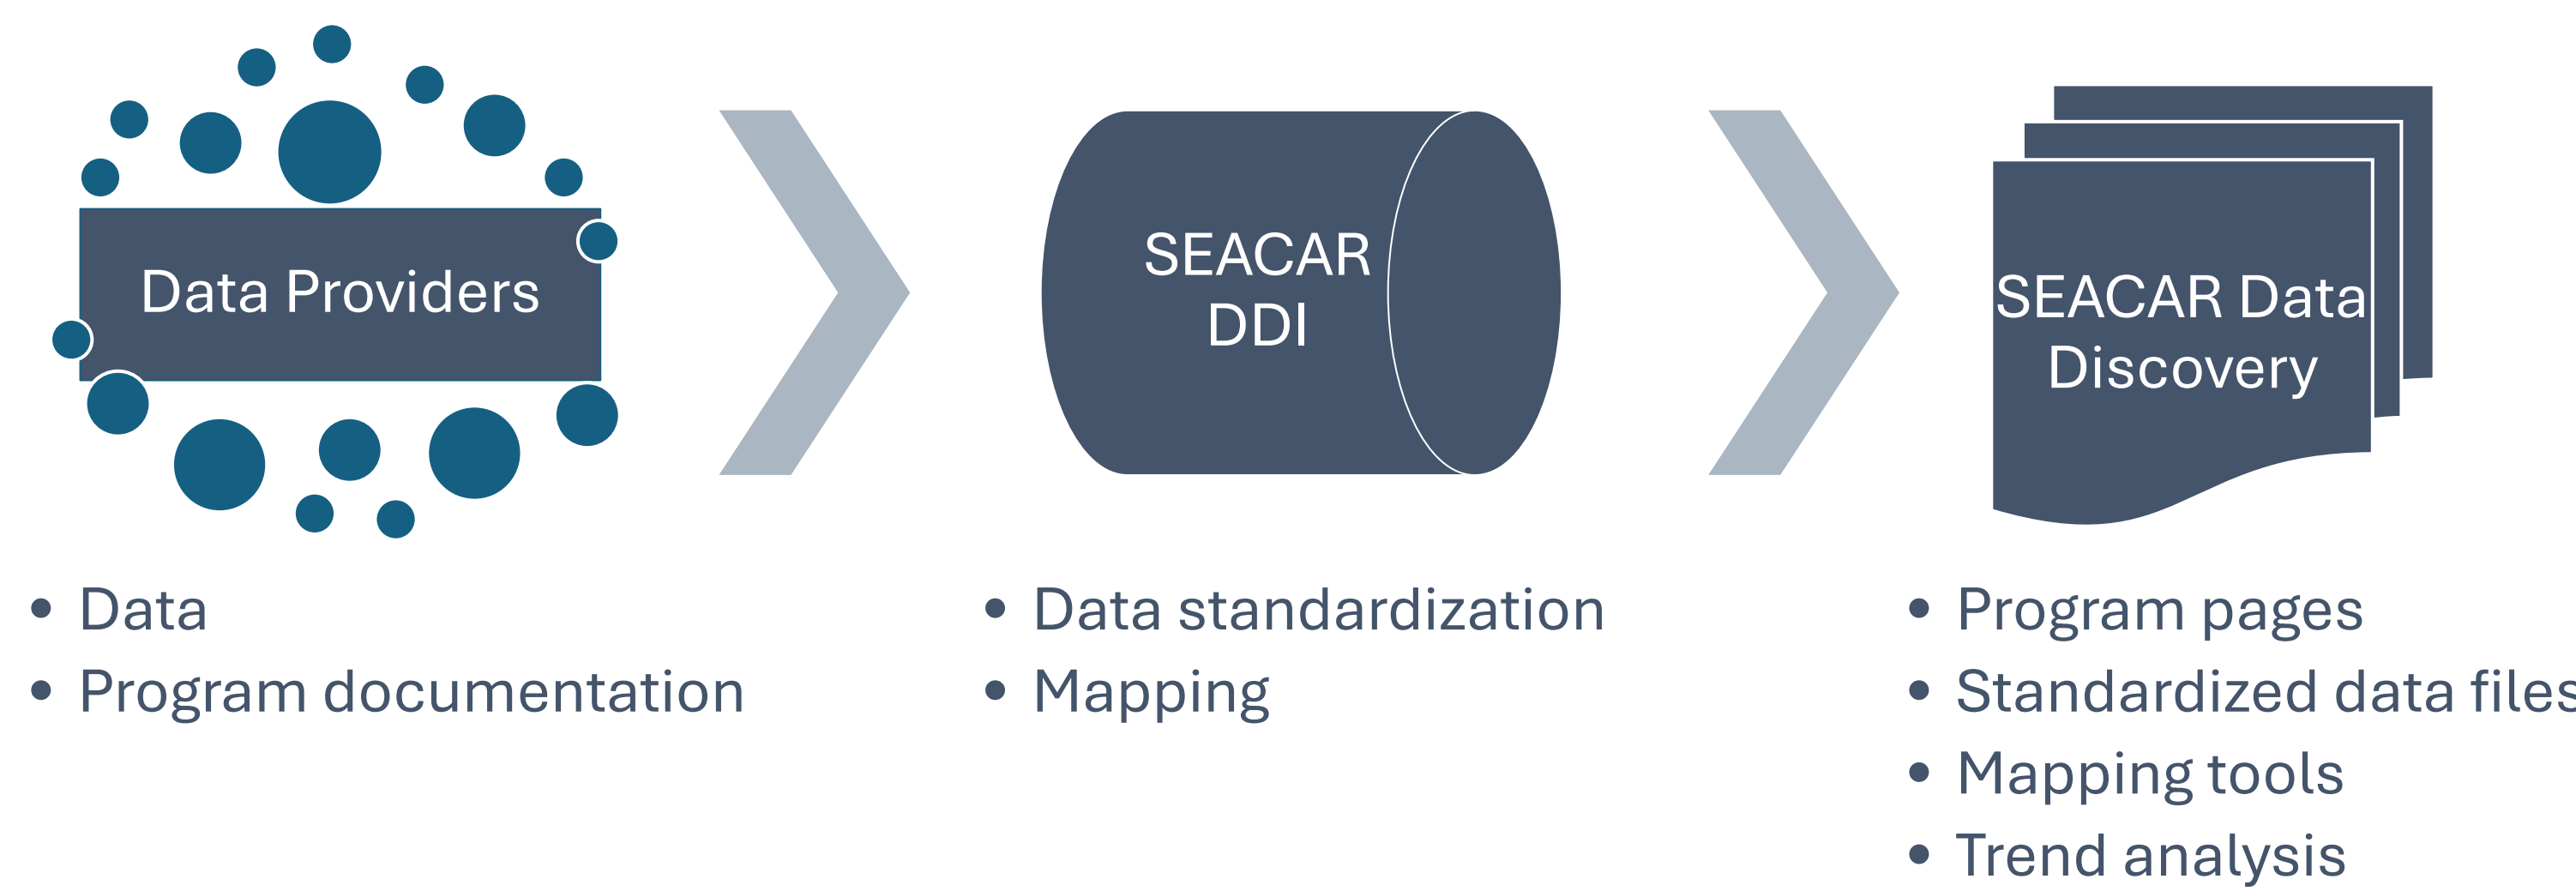 Data Providers
SEACAR
DDI
SEACAR Data
Discovery
• Data
• Program documentation
• Data standardization
• Mapping
• Program pages
• Standardized data files
• Mapping tools
• Trend analysis